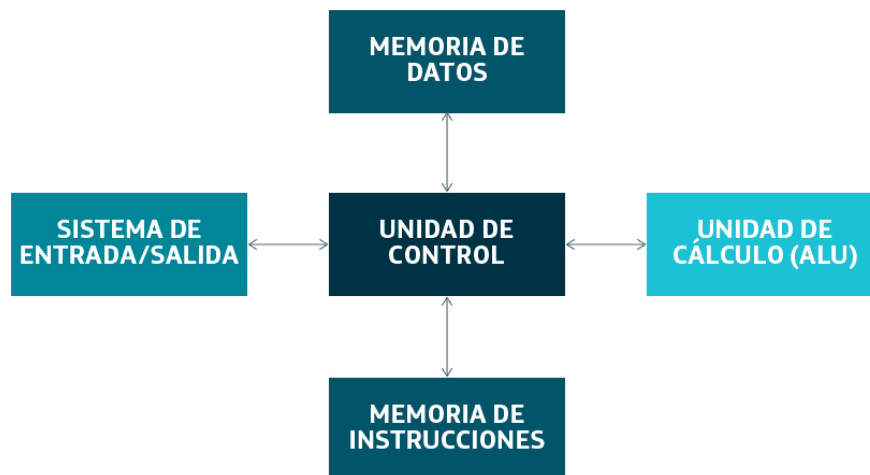 MEMORIA DE
DATOS
SISTEMA DE
ENTRADA/SALIDA
UNIDAD DE
CONTROL
UNIDAD DE
CÁLCULO (ALU)
MEMORIA DE
INSTRUCCIONES